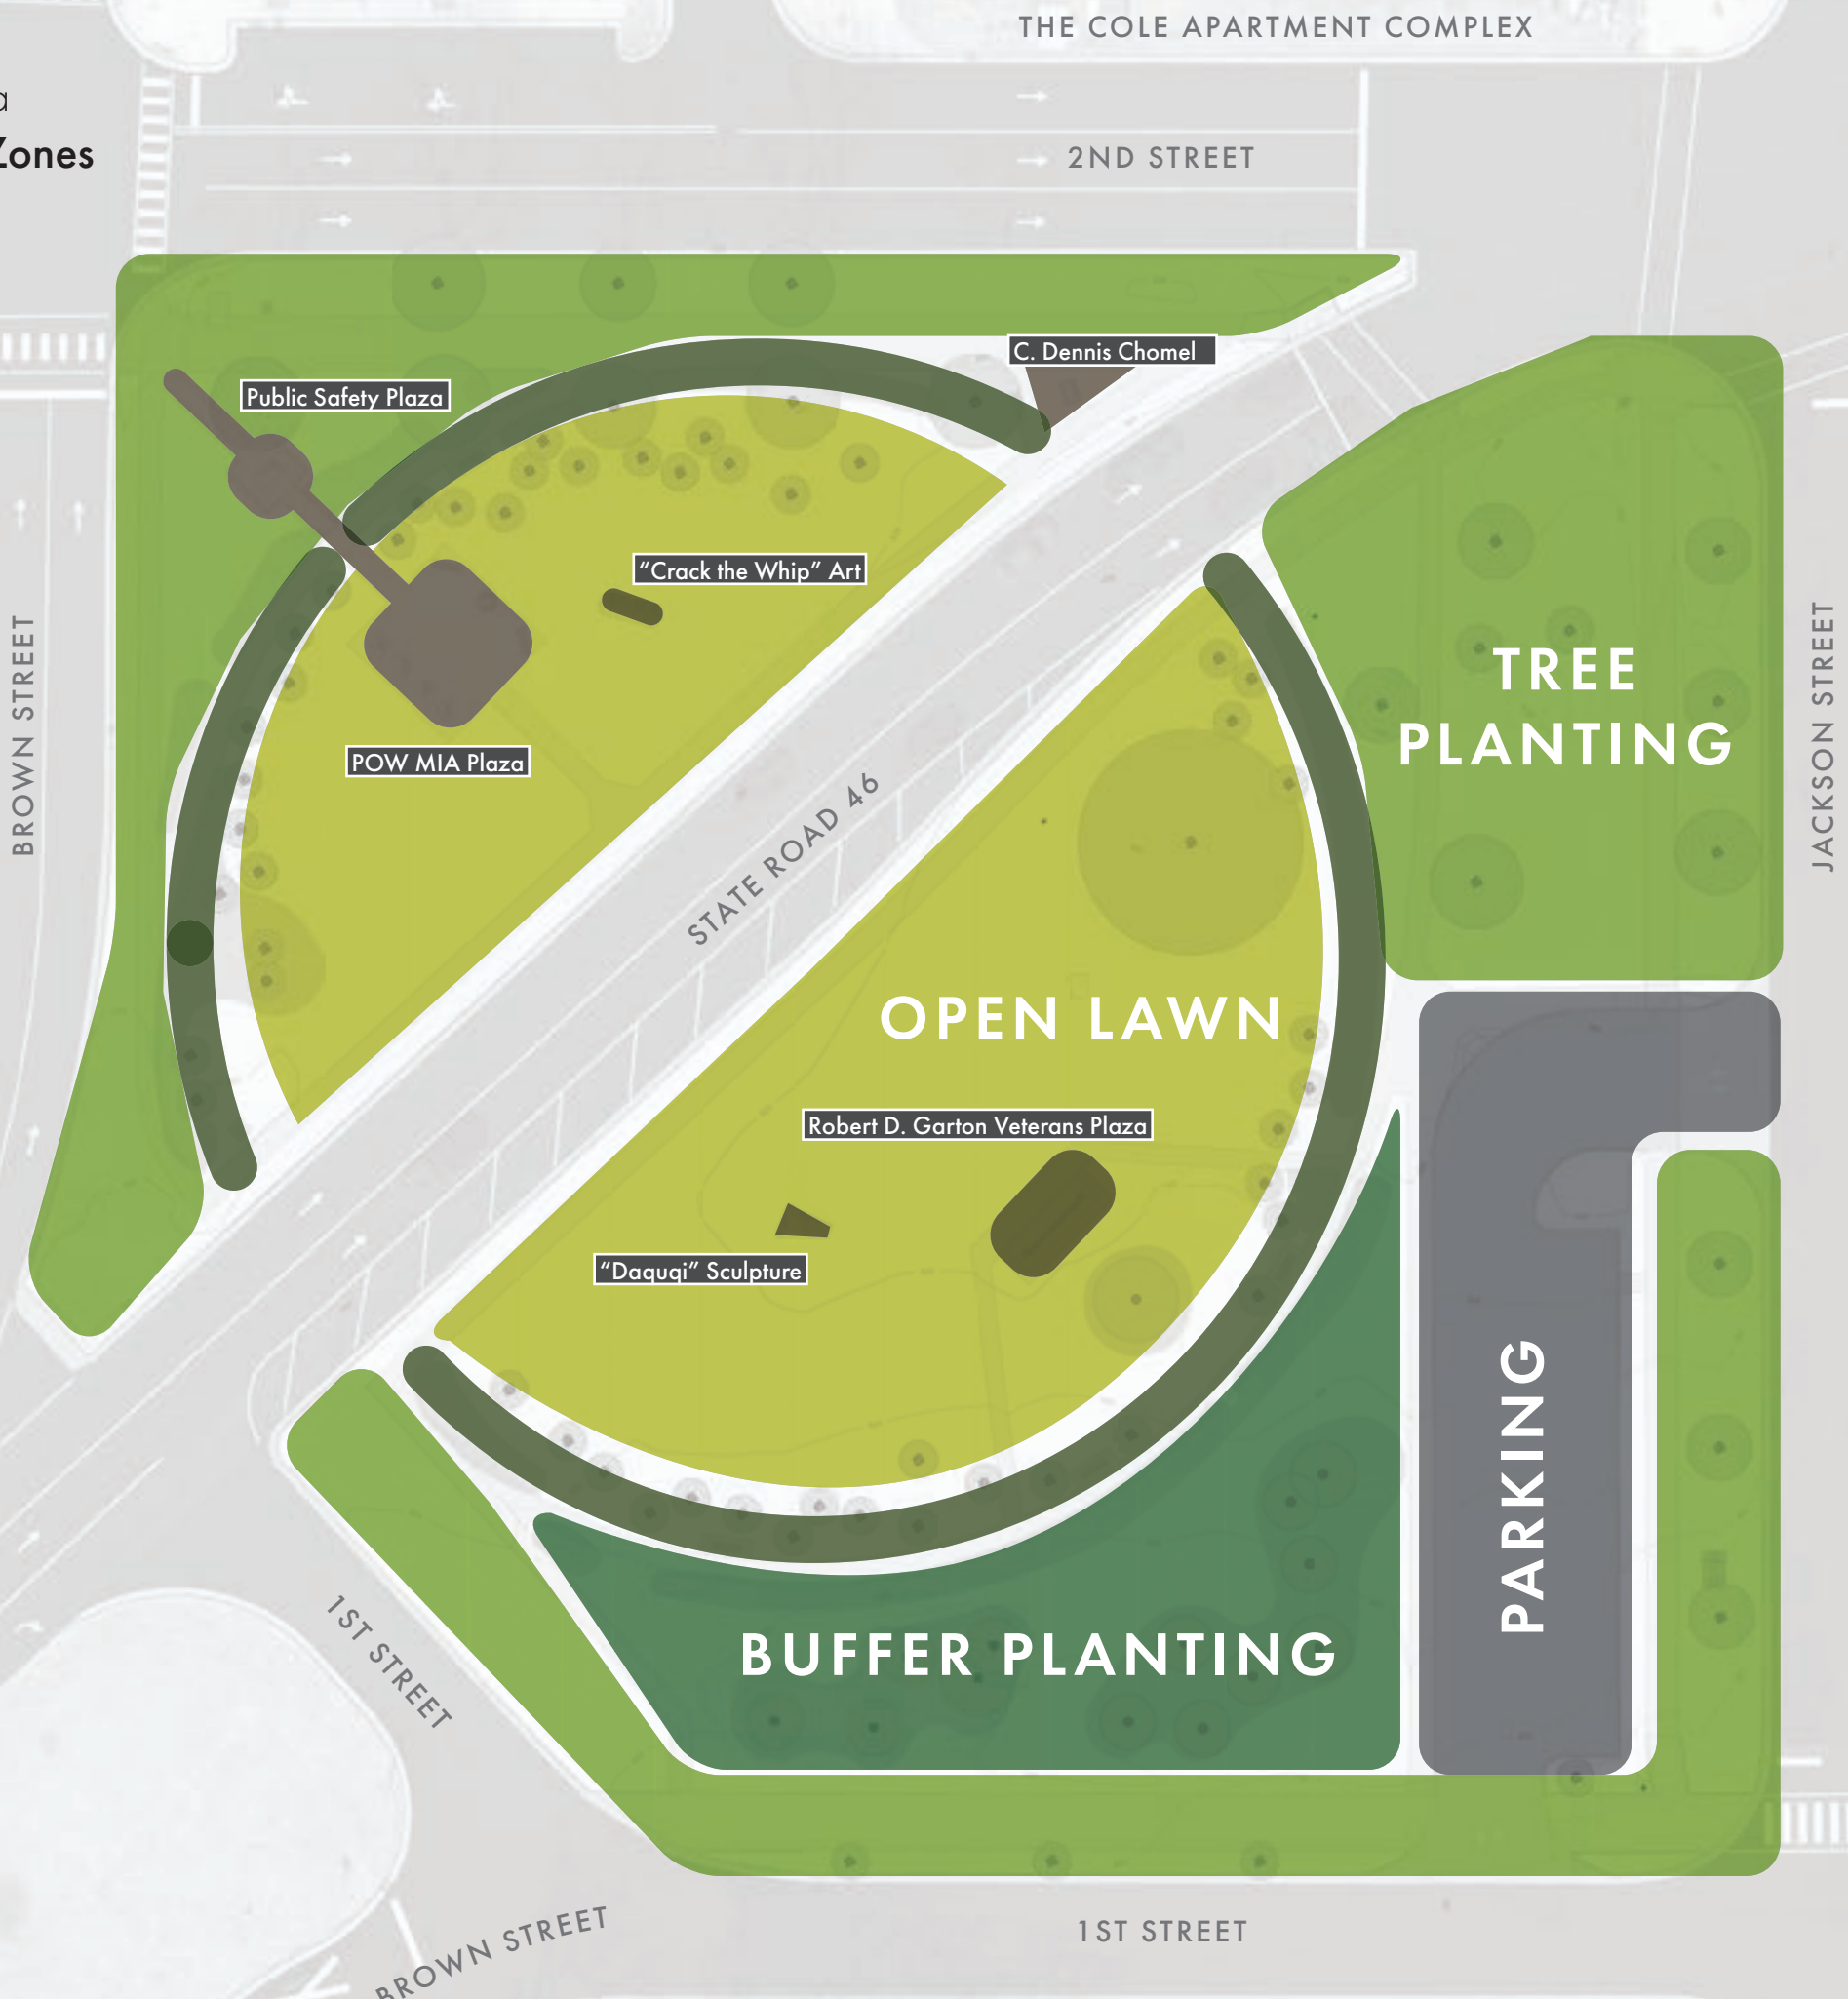 THE COLE APARTMENT COMPLEX
a
Zones
2ND STREET
C. Dennis Chomel
Public Safety Plaza
"Crack the Whip" Art
BROWN STREET
TREE
PLANTING
JACKSON STREET
POW MIA Plaza
STATE ROAD 46
OPEN LAWN
Robert D. Garton Veterans Plaza
"Daquqi" Sculpture
PARKING
BUFFER PLANTING
1ST STREET
BROWN STREET
1ST STREET